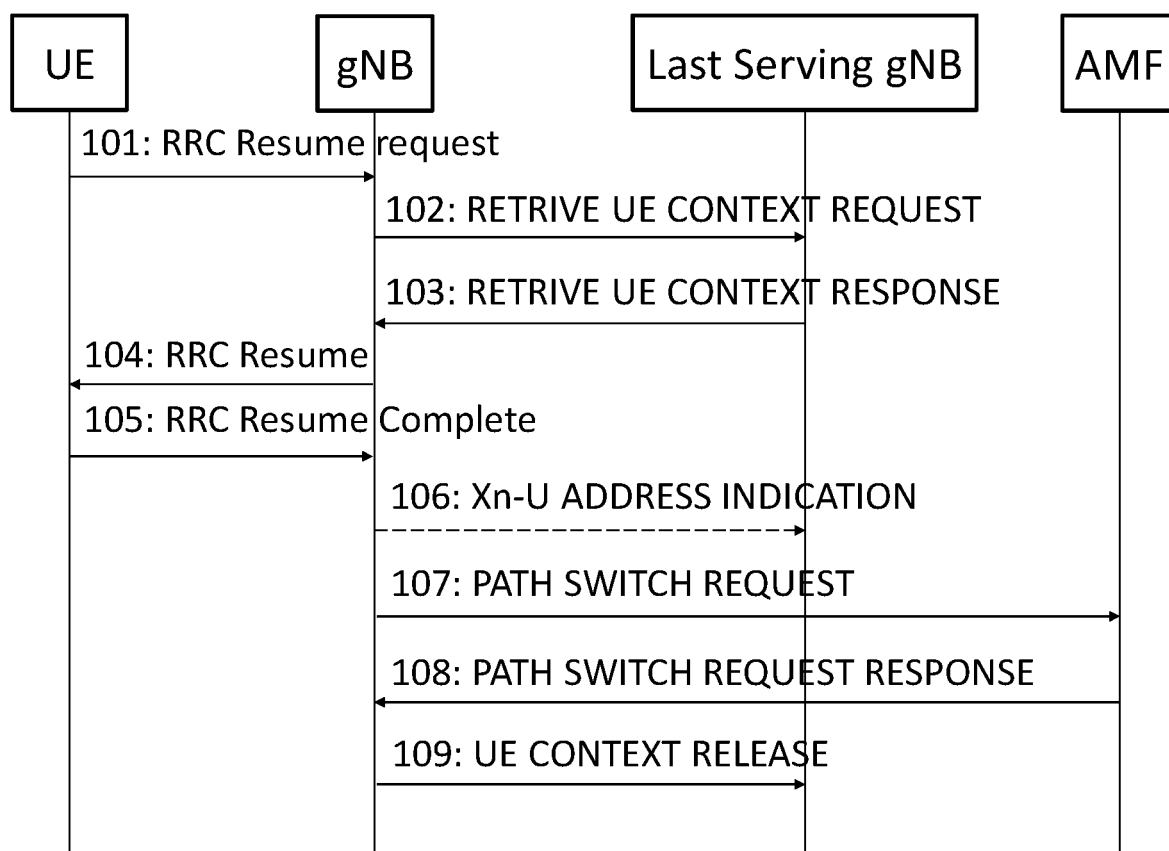 UE
gNB
Last Serving gNB
AMF
101: RRC Resume request
102: RETRIVE UE CONTEXT REQUEST
103: RETRIVE UE CONTEXT RESPONSE
104: RRC Resume
105: RRC Resume Complete
106: Xn-U ADDRESS INDICATION
107: PATH SWITCH REQUEST
108: PATH SWITCH REQUEST RESPONSE
109: UE CONTEXT RELEASE